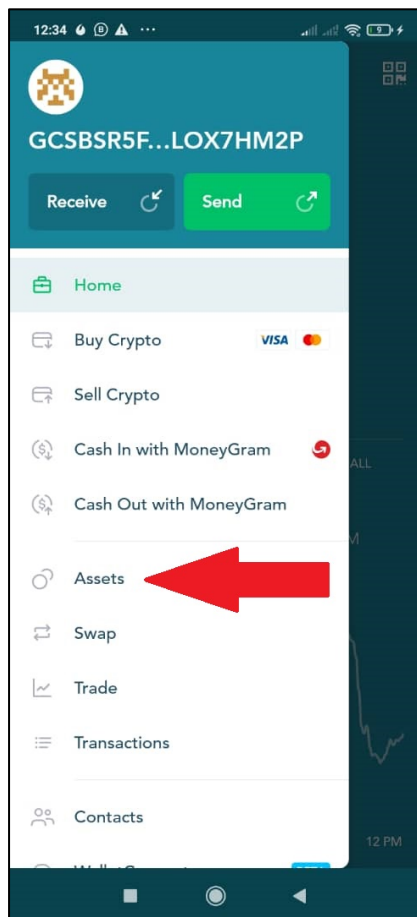 12:34
9
GCSBSR5F...LOX7HM2P
Receive
Send
Home
Buy Crypto VISA
Sell Crypto
Cash In with MoneyGram
ALL
Cash Out with MoneyGram
M
Assets
Swap
Trade
Transactions
Contacts
12 PM